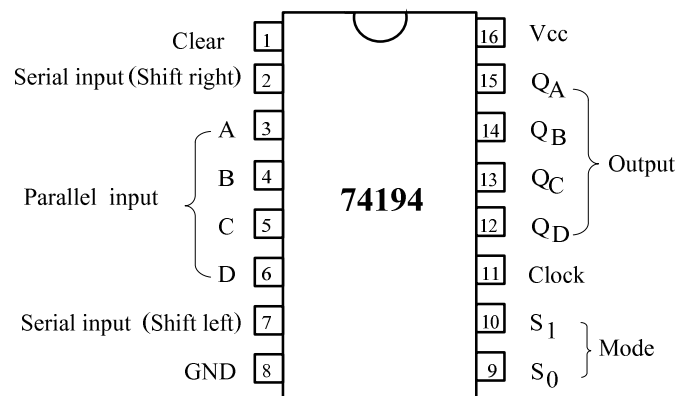 Clear 1 16 Vcc
Serial input (Shift right) 2 15 QA
A 3 14 QB
B 4 13 QC
C 5 12 QD
D 6 11 Clock
Parallel input
74194
Output
Serial input (Shift left) 7 10 S1
GND 8 9 S0
Mode